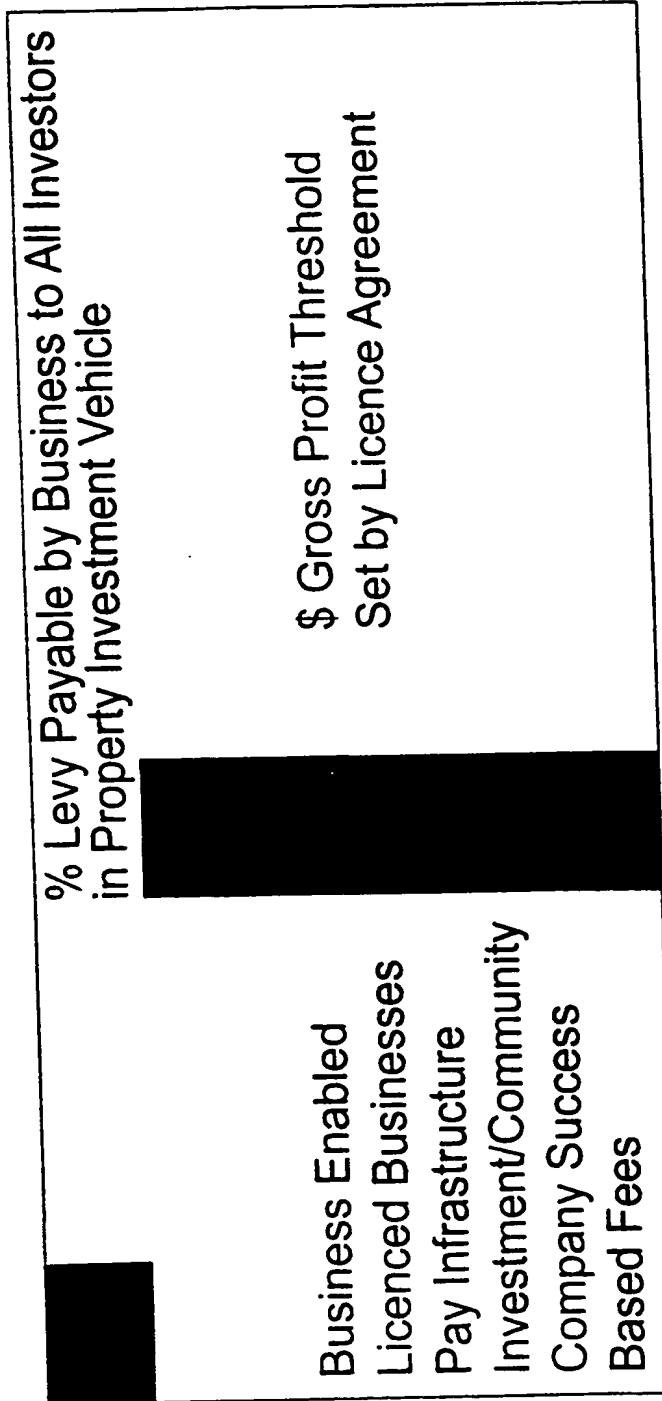 % Levy Payable by Business to All Investors
in Property Investment Vehicle
$ Gross Profit Threshold
Set by Licence Agreement
Business Enabled
Licenced Businesses
Pay Infrastructure
Investment/Community
Company Success
Based Fees